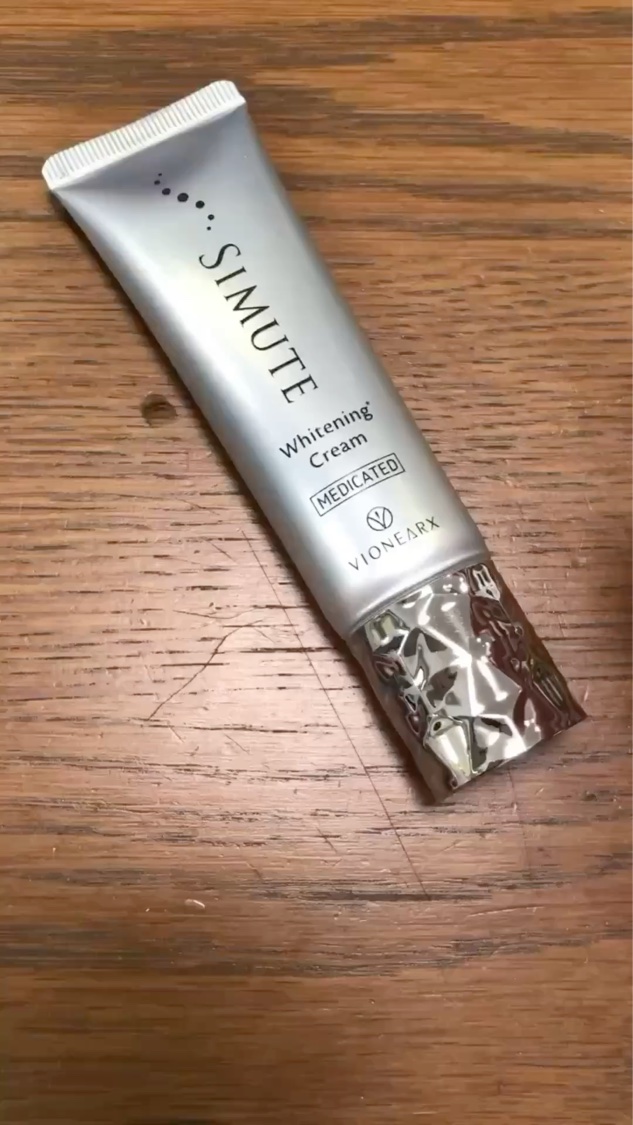 SIMUTE
Whitening*
Cream
MEDICATED
VIONEARX